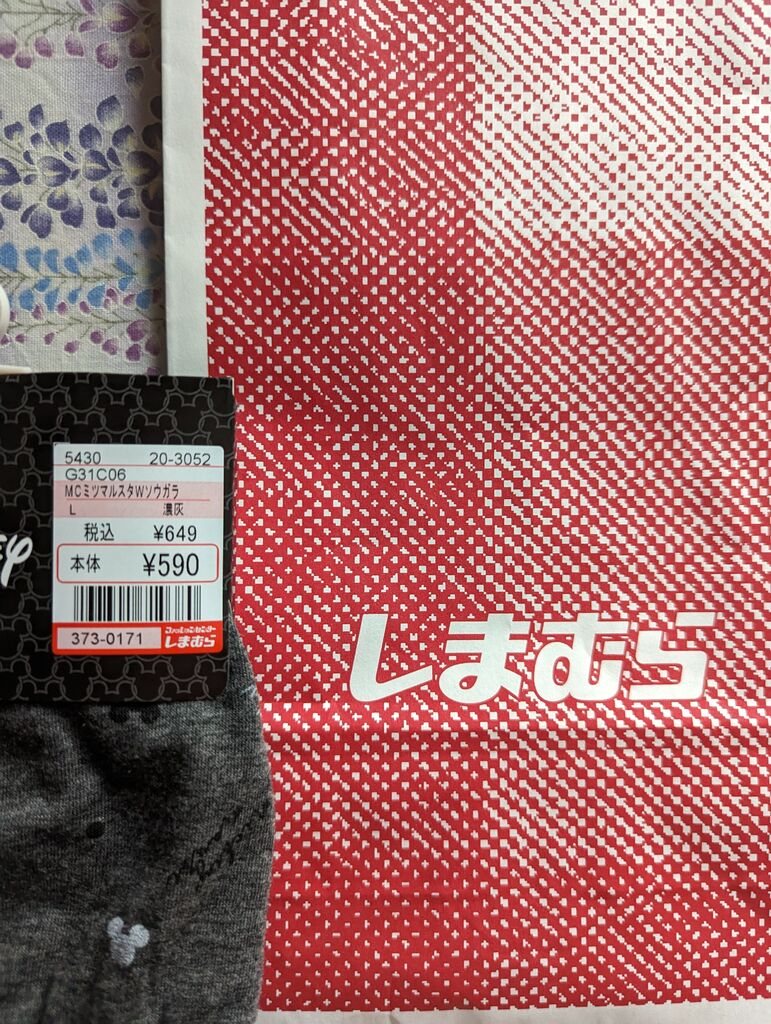 5430 20-3052
G31C06
MCミツマルスタWソウガラ
L 濃灰
税込 ¥649
本体 ¥590
373-0171 ファッションセンター
しまむら
しまむら